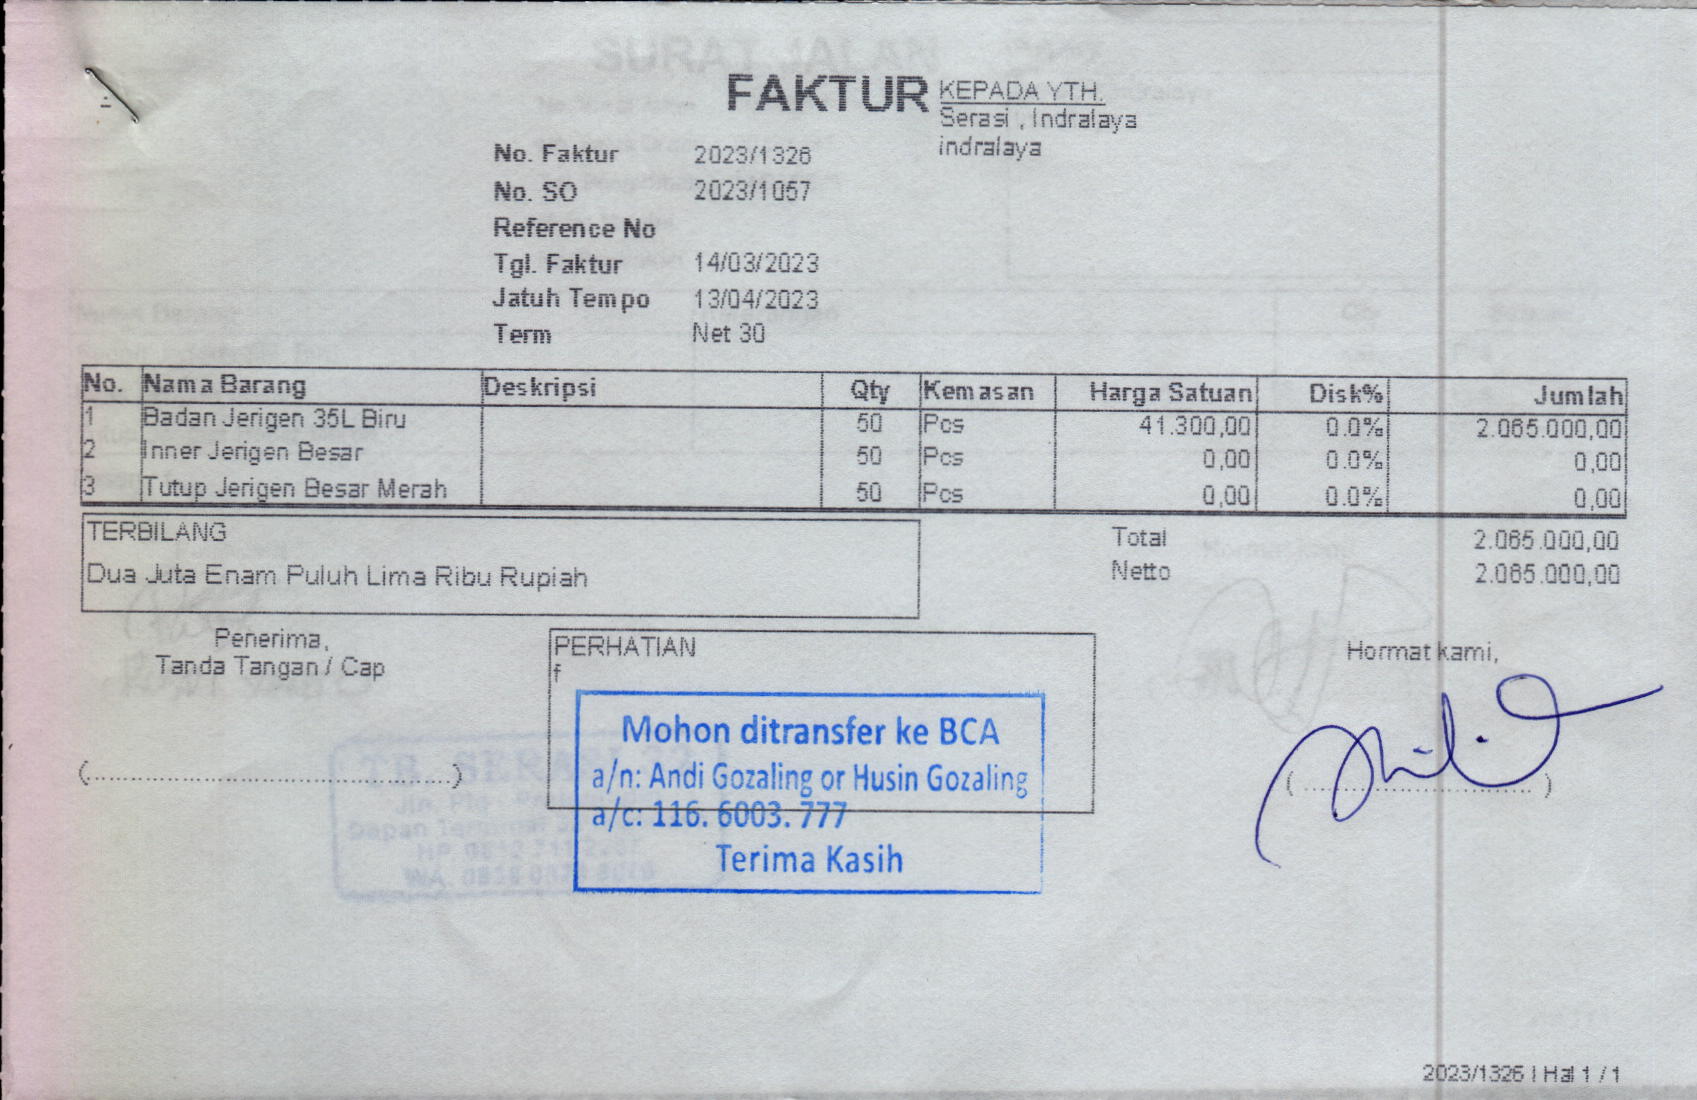 FAKTUR
KEPADA YTH.
Serasi , Indralaya
indralaya
No. Faktur 2023/1326
No. SO 2023/1057
Reference No
Tgl. Faktur 14/03/2023
Jatuh Tempo 13/04/2023
Term Net 30
No. Nama Barang Deskripsi Qty Kemasan Harga Satuan Disk% Jumlah
1 Badan Jerigen 35L Biru 50 Pcs 41.300,00 0.0% 2.065.000,00
2 Inner Jerigen Besar 50 Pcs 0,00 0.0% 0,00
3 Tutup Jerigen Besar Merah 50 Pcs 0,00 0.0% 0,00
TERBILANG
Dua Juta Enam Puluh Lima Ribu Rupiah
Total 2.065.000,00
Netto 2.065.000,00
Penerima,
Tanda Tangan / Cap
(........................................................)
PERHATIAN
f
Mohon ditransfer ke BCA
a/n: Andi Gozaling or Husin Gozaling
a/c: 116. 6003. 777
Terima Kasih
Hormat kami,
(...................................)
2023/1326 | Hal 1 / 1